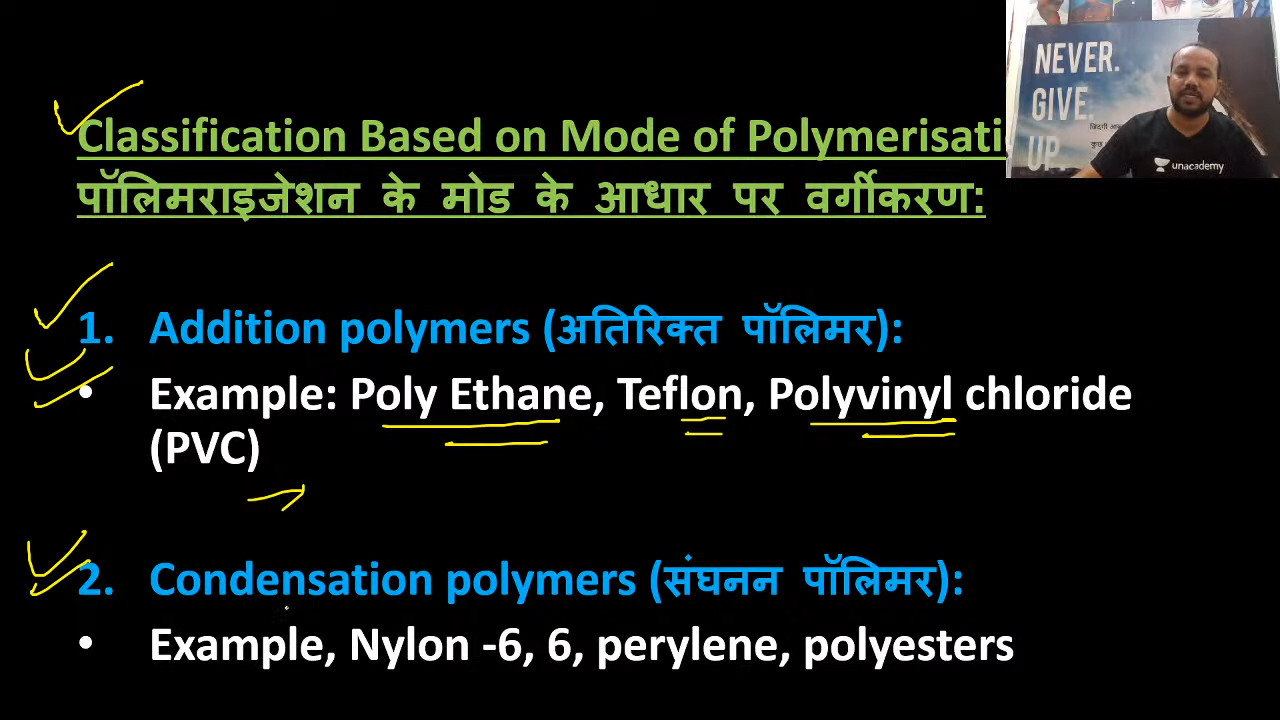 NEVER.
GIVE
UP.
unacademy
Classification Based on Mode of Polymerisati
पॉलिमराइजेशन के मोड के आधार पर वर्गीकरण:
1. Addition polymers (अतिरिक्त पॉलिमर):
• Example: Poly Ethane, Teflon, Polyvinyl chloride
(PVC)
2. Condensation polymers (संघनन पॉलिमर):
• Example, Nylon -6, 6, perylene, polyesters